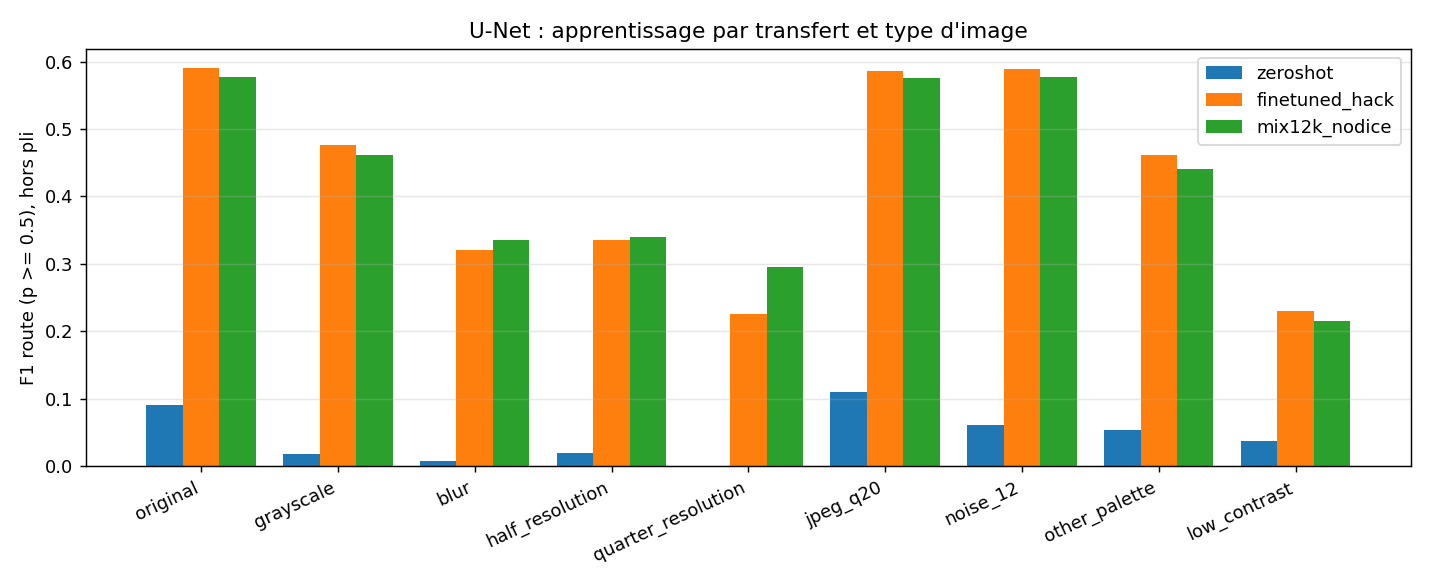 U-Net : apprentissage par transfert et type d'image
F1 route (p >= 0.5), hors pli
0.6
0.5
0.4
0.3
0.2
0.1
0.0
zeroshot
finetuned_hack
mix12k_nodice
original
grayscale
blur
half_resolution
quarter_resolution
jpeg_q20
noise_12
other_palette
low_contrast